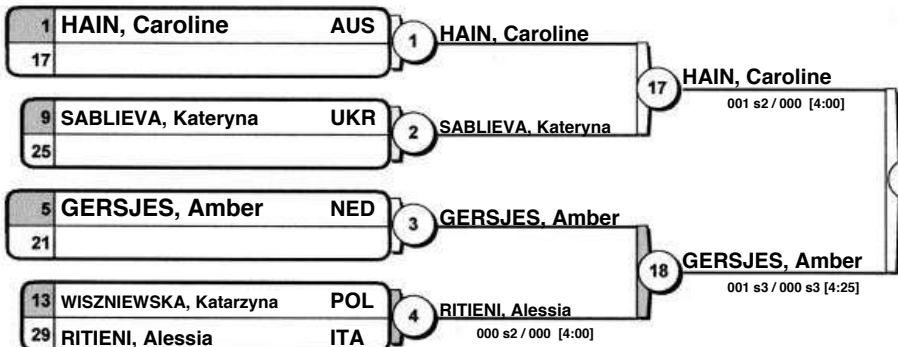 1 HAIN, Caroline AUS
17
1
HAIN, Caroline
9 SABLIEVA, Kateryna UKR
25
2
SABLIEVA, Kateryna
17
HAIN, Caroline
001 s2 / 000 [4:00]
5 GERSJES, Amber NED
21
3
GERSJES, Amber
13 WISZNIEWSKA, Katarzyna POL
29 RITIENI, Alessia ITA
4
RITIENI, Alessia
000 s2 / 000 [4:00]
18
GERSJES, Amber
001 s3 / 000 s3 [4:25]